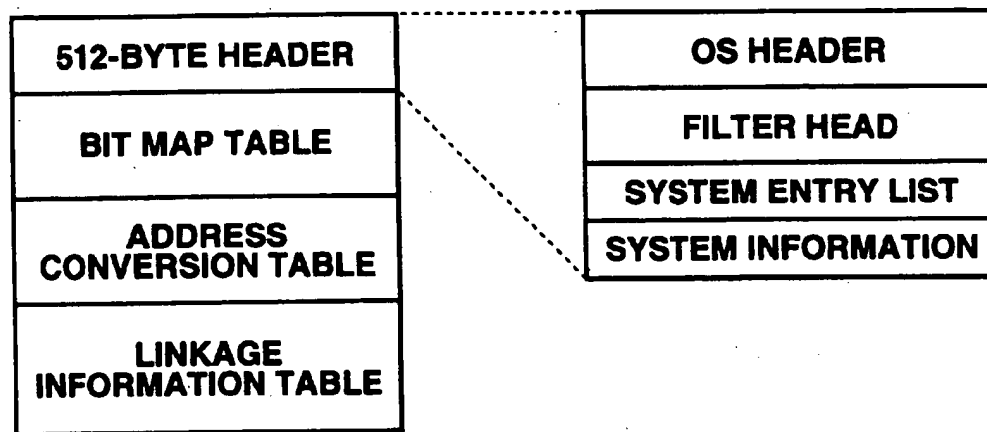 512-BYTE HEADER
BIT MAP TABLE
ADDRESS
CONVERSION TABLE
LINKAGE
INFORMATION TABLE
OS HEADER
FILTER HEAD
SYSTEM ENTRY LIST
SYSTEM INFORMATION